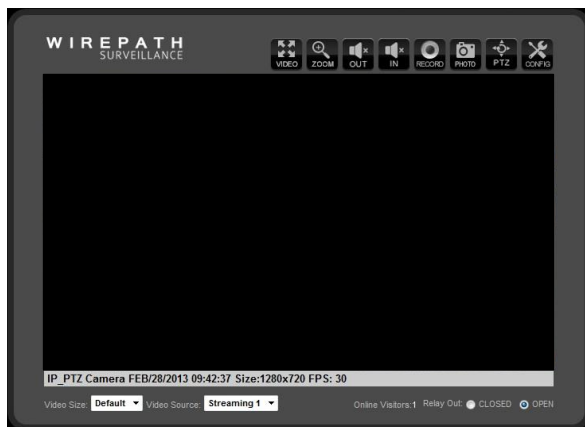 WIREPATH
SURVEILLANCE
VIDEO ZOOM OUT IN RECORD PHOTO PTZ CONFIG
IP_PTZ Camera FEB/28/2013 09:42:37 Size:1280x720 FPS: 30
Video Size: Default Video Source: Streaming 1 Online Visitors:1 Relay Out: CLOSED OPEN